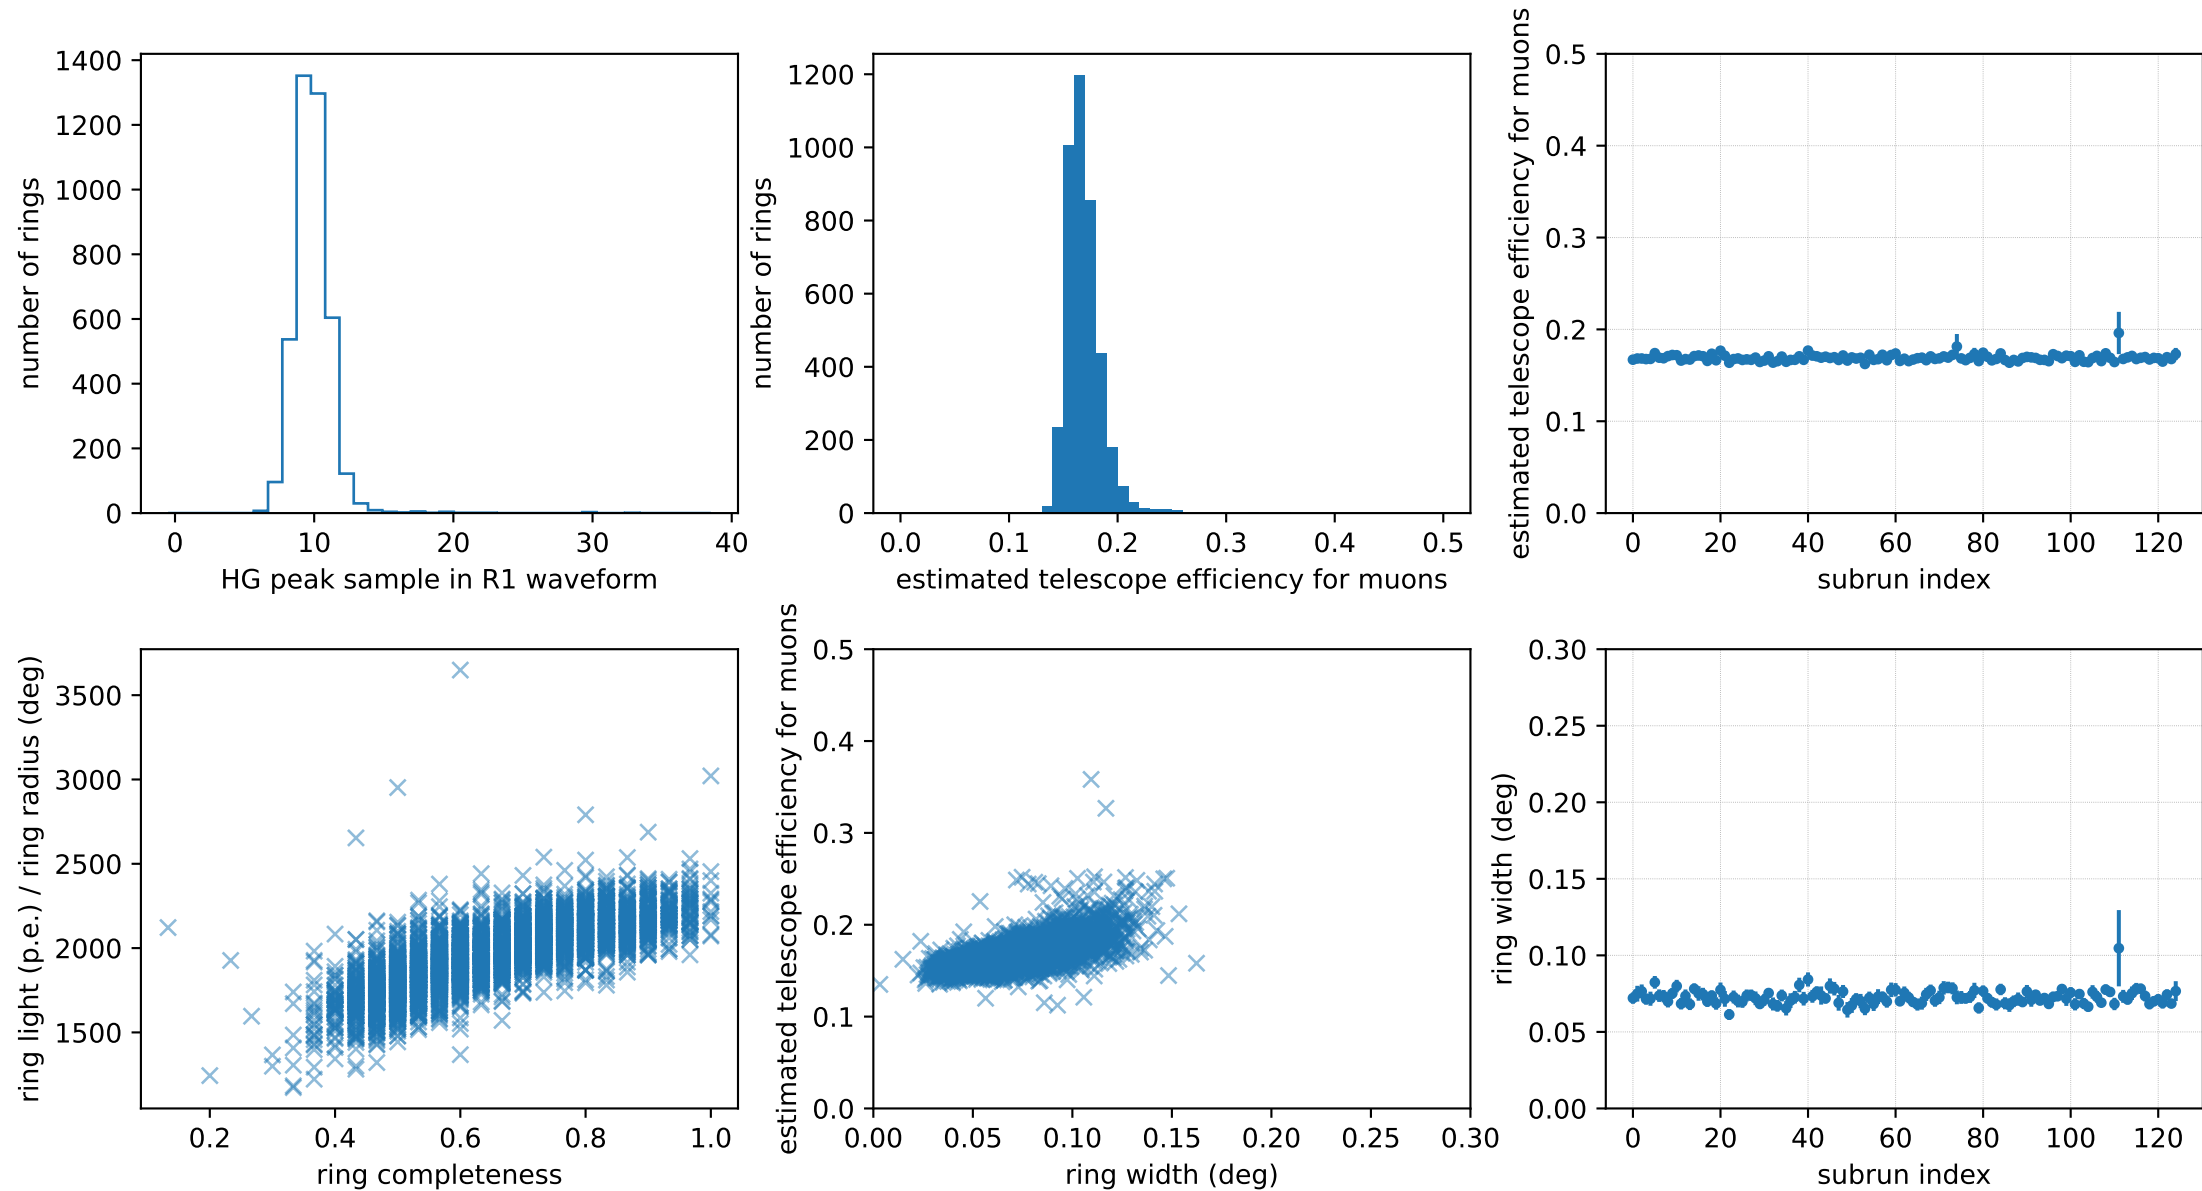 number of rings
1400
1200
1000
800
600
400
200
0
0 10 20 30 40
HG peak sample in R1 waveform
number of rings
1200
1000
800
600
400
200
0
0.0 0.1 0.2 0.3 0.4 0.5
estimated telescope efficiency for muons
estimated telescope efficiency for muons
0.5
0.4
0.3
0.2
0.1
0.0
0 20 40 60 80 100 120
subrun index
ring light (p.e.) / ring radius (deg)
3500
3000
2500
2000
1500
0.2 0.4 0.6 0.8 1.0
ring completeness
estimated telescope efficiency for muons
0.5
0.4
0.3
0.2
0.1
0.0
0.00 0.05 0.10 0.15 0.20 0.25 0.30
ring width (deg)
ring width (deg)
0.30
0.25
0.20
0.15
0.10
0.05
0.00
0 20 40 60 80 100 120
subrun index